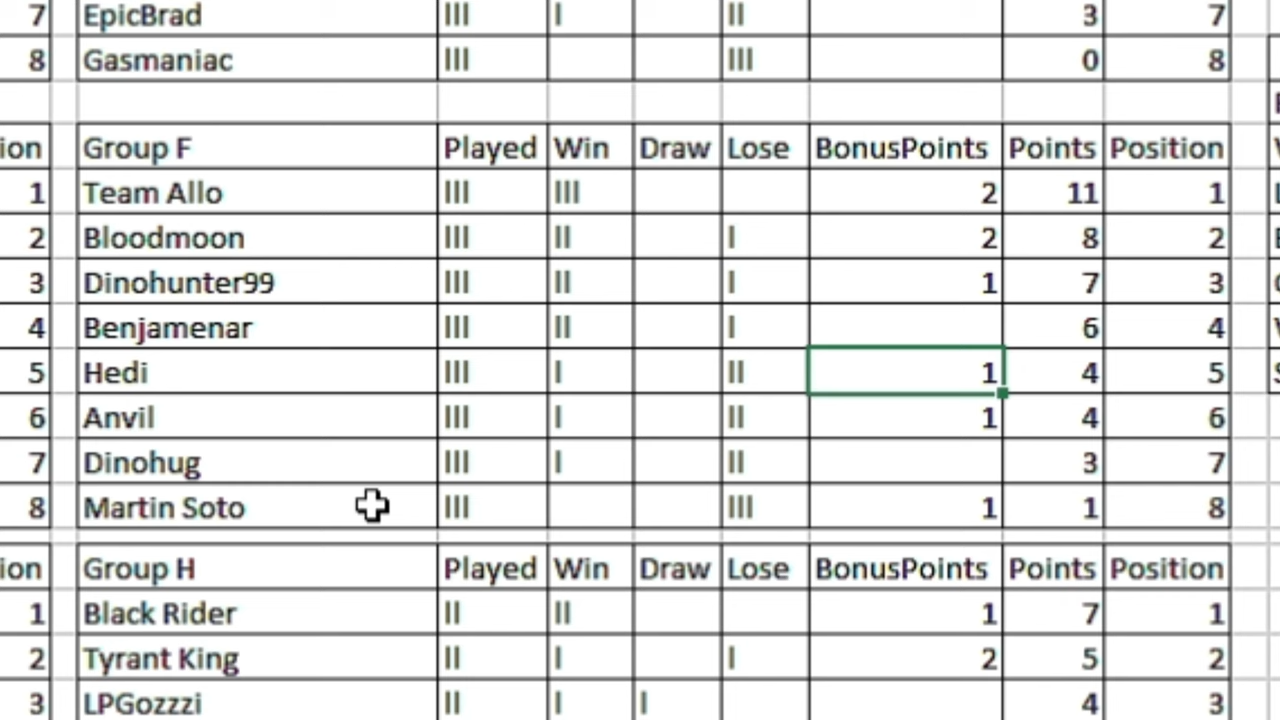 7 EpicBrad III I II 3 7
8 Gasmaniac III III 0 8
ion Group F Played Win Draw Lose BonusPoints Points Position
1 Team Allo III III 2 11 1
2 Bloodmoon III II I 2 8 2
3 Dinohunter99 III II I 1 7 3
4 Benjamenar III II I 6 4
5 Hedi III I II 1 4 5
6 Anvil III I II 1 4 6
7 Dinohug III I II 3 7
8 Martin Soto III III 1 1 8
ion Group H Played Win Draw Lose BonusPoints Points Position
1 Black Rider II II 1 7 1
2 Tyrant King II I I 2 5 2
3 LPGozzzi II I I 4 3